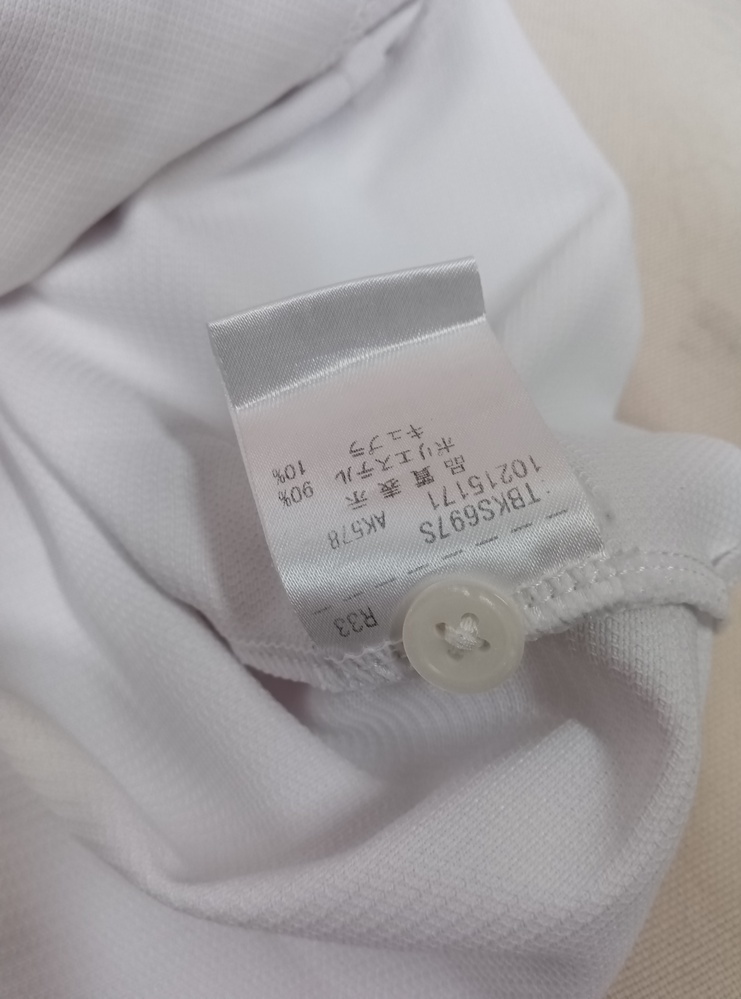 R33
TBKS697S AK578
10215171
品質表示
ポリエステル 90%
キュプラ 10%